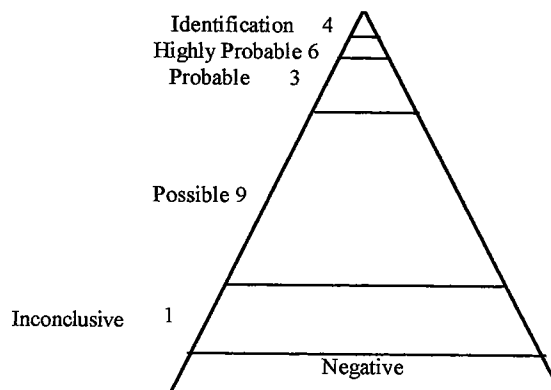 Identification 4
Highly Probable 6
Probable 3
Possible 9
Inconclusive 1
Negative